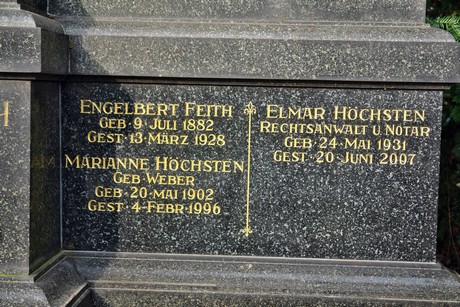 H
ENGELBERT FEITH
GEB·9·JULI 1882
GEST·13·MÄRZ 1928
MARIANNE HÖCHSTEN
GEB·WEBER
GEB·20·MAI 1902
GEST·4·FEBR·1996
ELMAR HÖCHSTEN
RECHTSANWALT U. NOTAR
GEB·24·MAI 1931
GEST·20·JUNI 2007